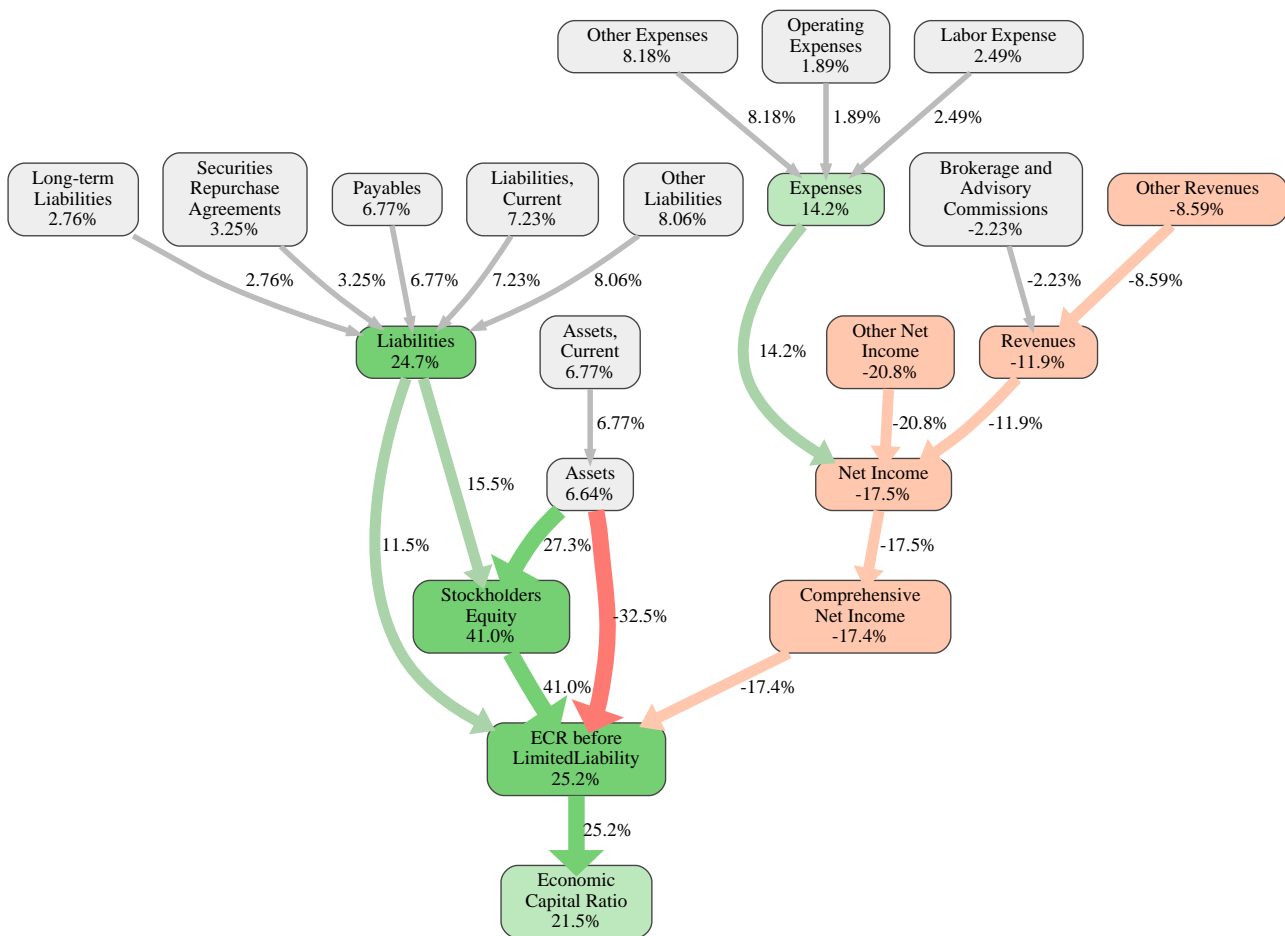 Other Expenses
8.18%
Operating
Expenses
1.89%
Labor Expense
2.49%
8.18%
1.89%
2.49%
Long-term
Liabilities
2.76%
Securities
Repurchase
Agreements
3.25%
Payables
6.77%
Liabilities,
Current
7.23%
Other
Liabilities
8.06%
Expenses
14.2%
Brokerage and
Advisory
Commissions
-2.23%
Other Revenues
-8.59%
2.76%
3.25%
6.77%
7.23%
8.06%
-2.23%
-8.59%
Liabilities
24.7%
Assets,
Current
6.77%
14.2%
Other Net
Income
-20.8%
Revenues
-11.9%
6.77%
-20.8%
-11.9%
Assets
6.64%
Net Income
-17.5%
15.5%
11.5%
27.3%
-17.5%
Stockholders
Equity
41.0%
-32.5%
Comprehensive
Net Income
-17.4%
41.0%
-17.4%
ECR before
LimitedLiability
25.2%
25.2%
Economic
Capital Ratio
21.5%